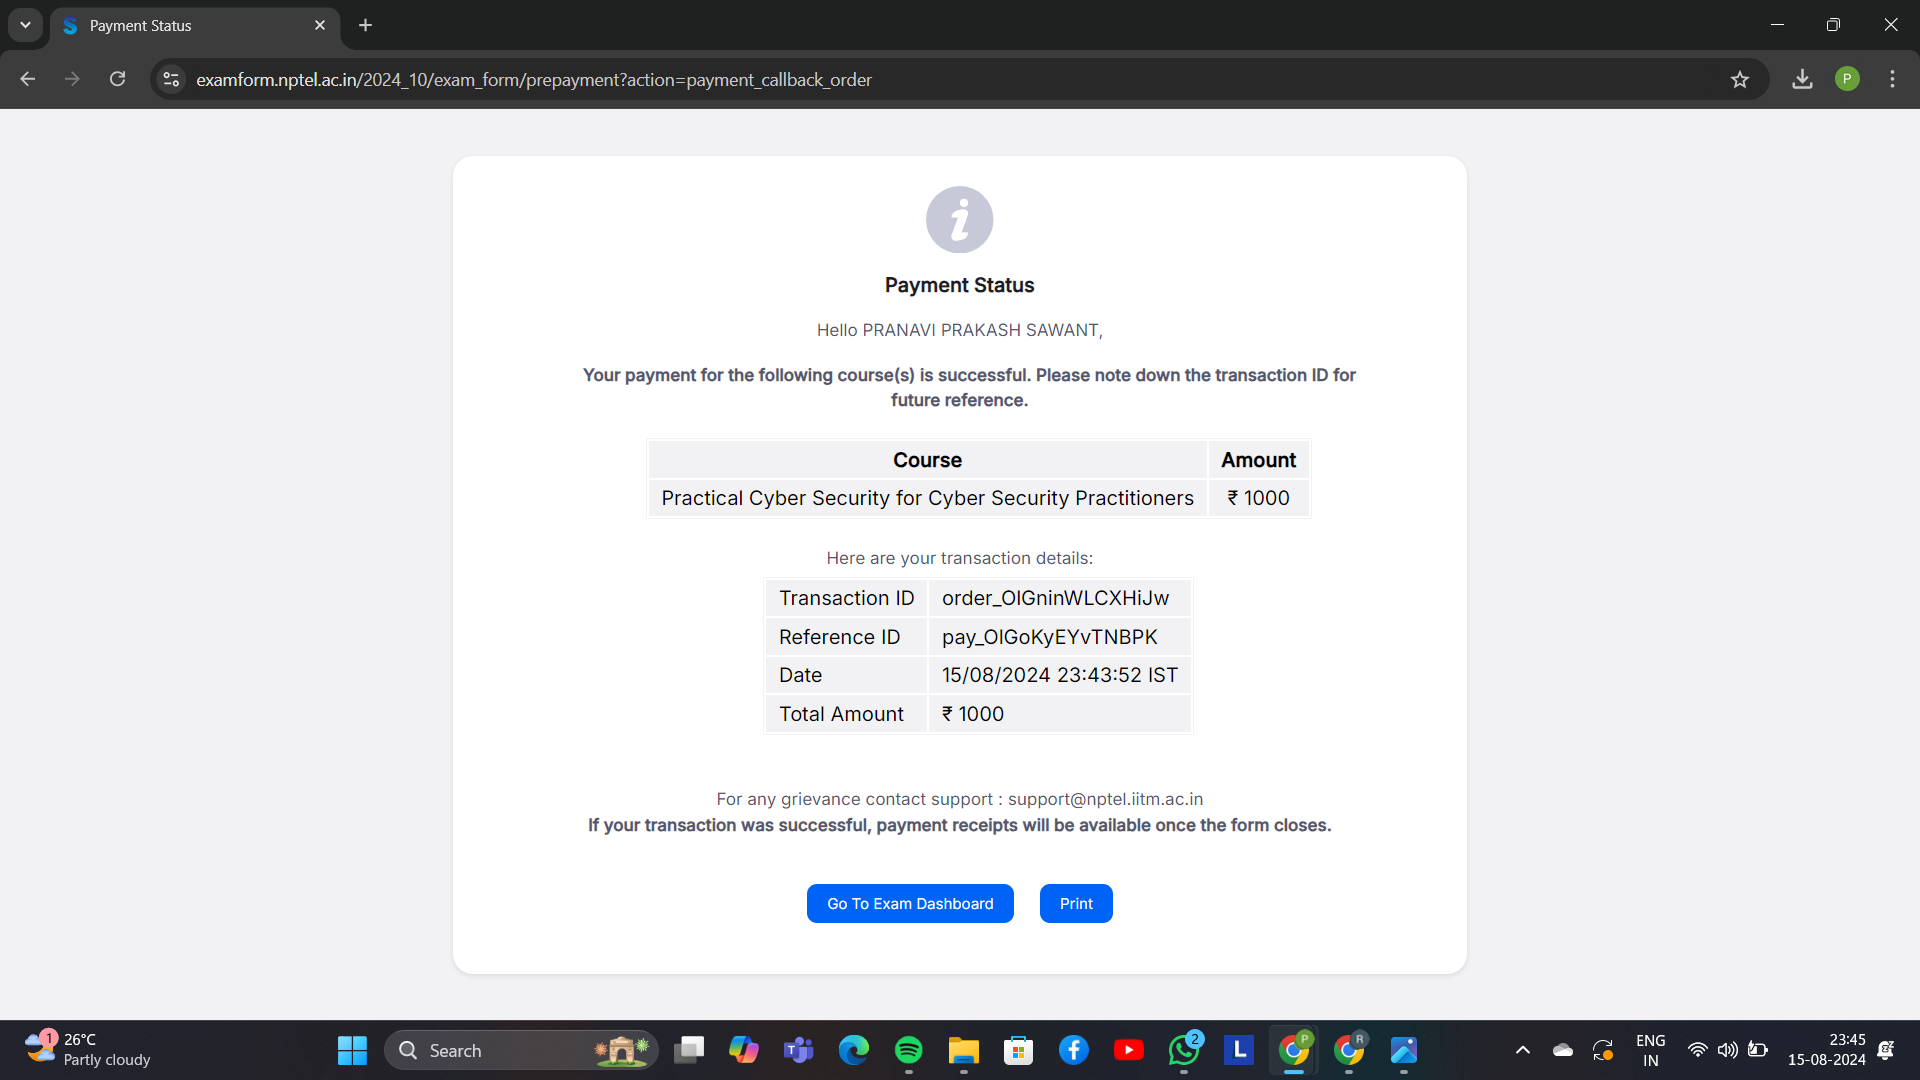 Payment Status
examform.nptel.ac.in/2024_10/exam_form/prepayment?action=payment_callback_order
P
Payment Status
Hello PRANAVI PRAKASH SAWANT,
Your payment for the following course(s) is successful. Please note down the transaction ID for
future reference.
Course Amount
Practical Cyber Security for Cyber Security Practitioners ₹ 1000
Here are your transaction details:
Transaction ID order_OlGninWLCXHiJw
Reference ID pay_OlGoKyEYvTNBPK
Date 15/08/2024 23:43:52 IST
Total Amount ₹ 1000
For any grievance contact support : support@nptel.iitm.ac.in
If your transaction was successful, payment receipts will be available once the form closes.
Go To Exam Dashboard Print
1 26°C
Partly cloudy
Search
T
2
L
P
R
ENG
IN
23:45
15-08-2024